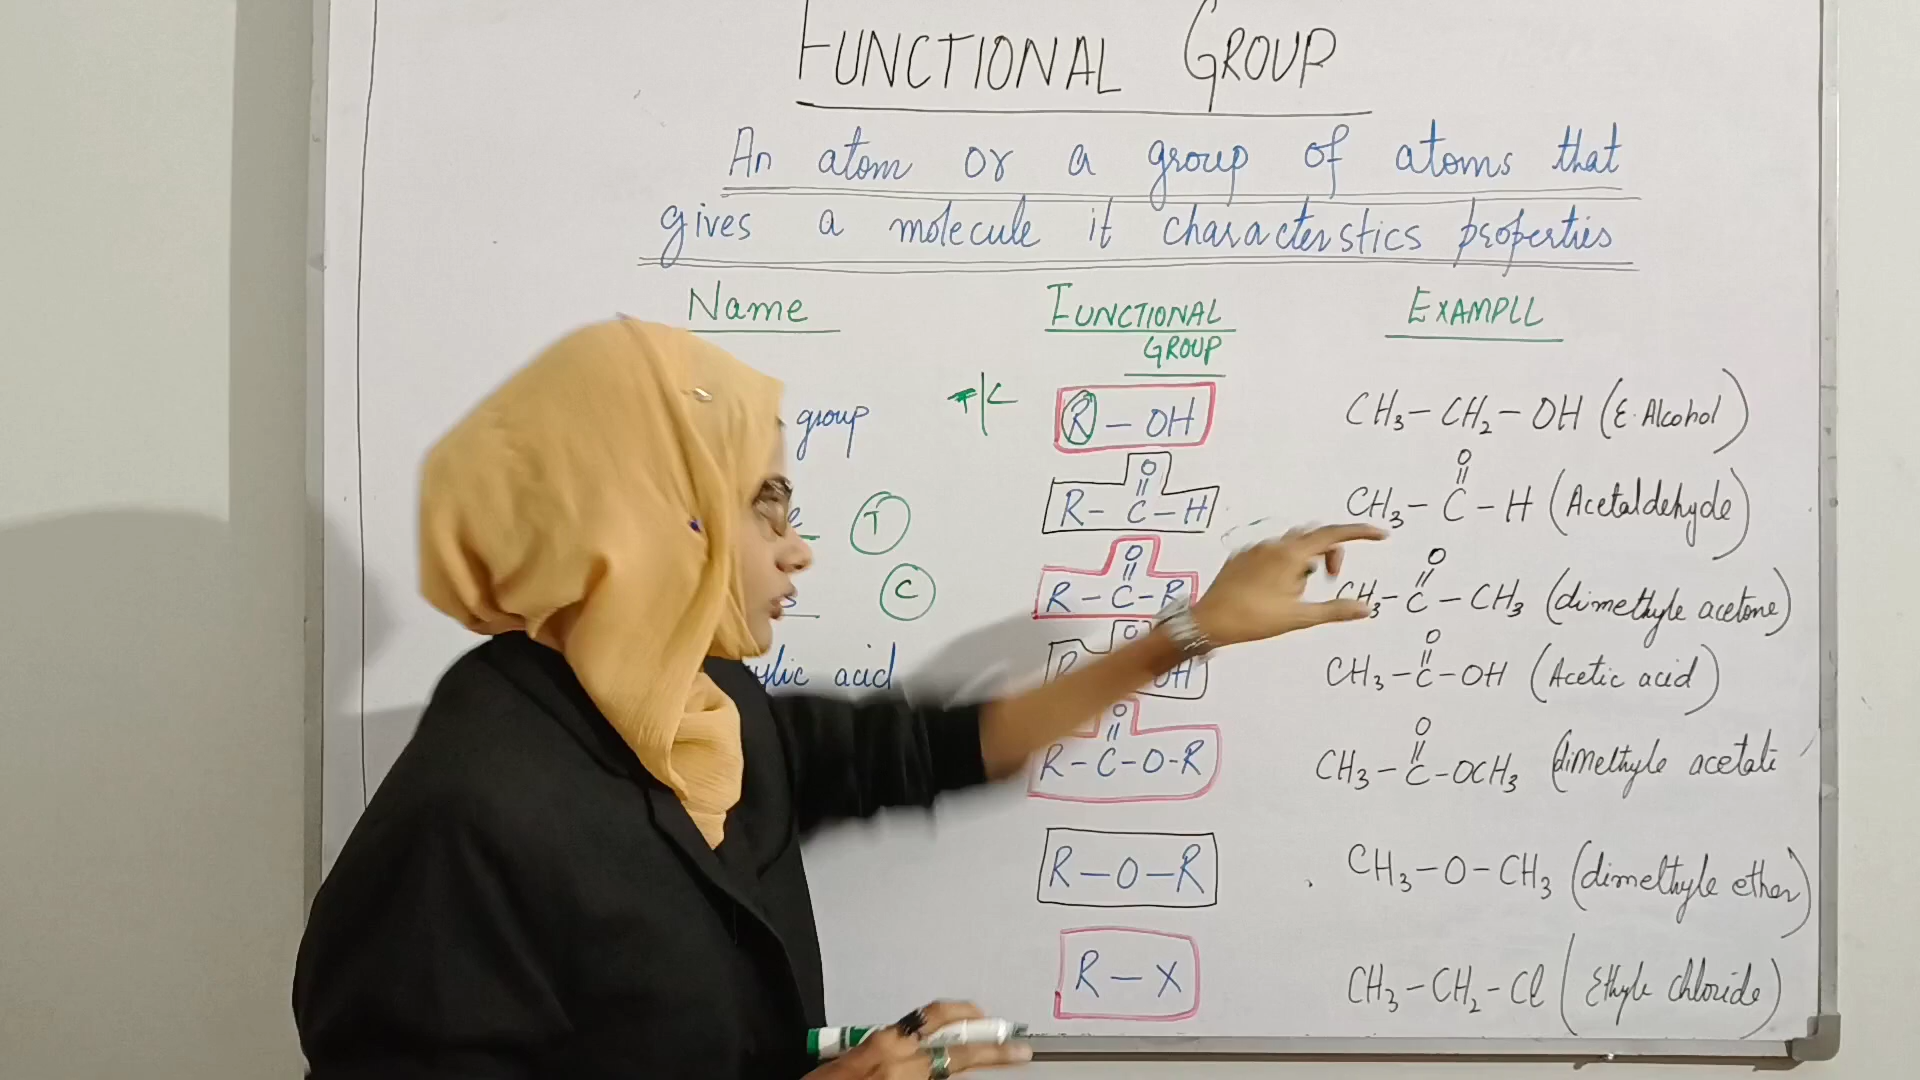 FUNCTIONAL GROUP
An atom or a group of atoms that
gives a molecule it characterstics properties
Name FUNCTIONAL GROUP EXAMPLL
group R - OH CH3 - CH2 - OH (E. Alcohol)
T R - C - H CH3 - C - H (Acetaldehyde)
O O
C R - C - R CH3 - C - CH3 (dimethyle acetone)
O O
ylic acid R OH CH3 - C - OH (Acetic acid)
O O
R - C - O - R CH3 - C - OCH3 (dimethyle acetate
O O
R - O - R CH3 - O - CH3 (dimethyle ether)
R - X CH3 - CH2 - Cl (Ethyle chloride)